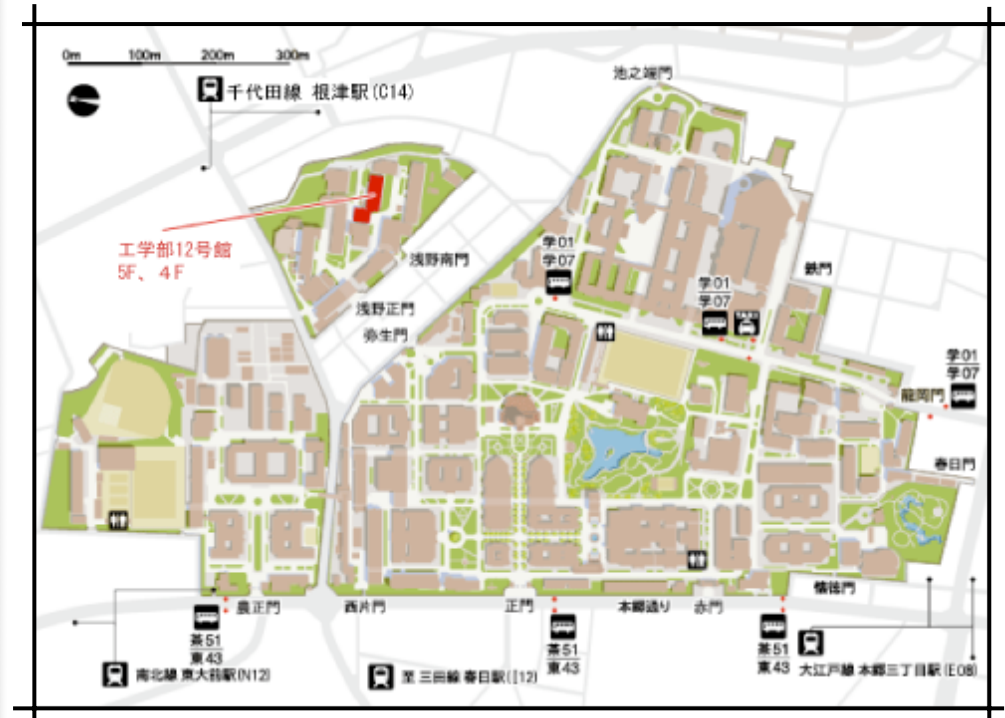 0m 100m 200m 300m
千代田線 根津駅(C14)
池之端門
工学部12号館
5F、4F
浅野南門
学01
学07
浅野正門
弥生門
学01
学07
TAXI
鉄門
学01
学07
龍岡門
春日門
農正門
西片門
正門
本郷通り
赤門
懐徳門
茶51
東43
茶51
東43
茶51
東43
南北線 東大前駅(N12)
至 三田線 春日駅(I12)
大江戸線 本郷三丁目駅(E08)